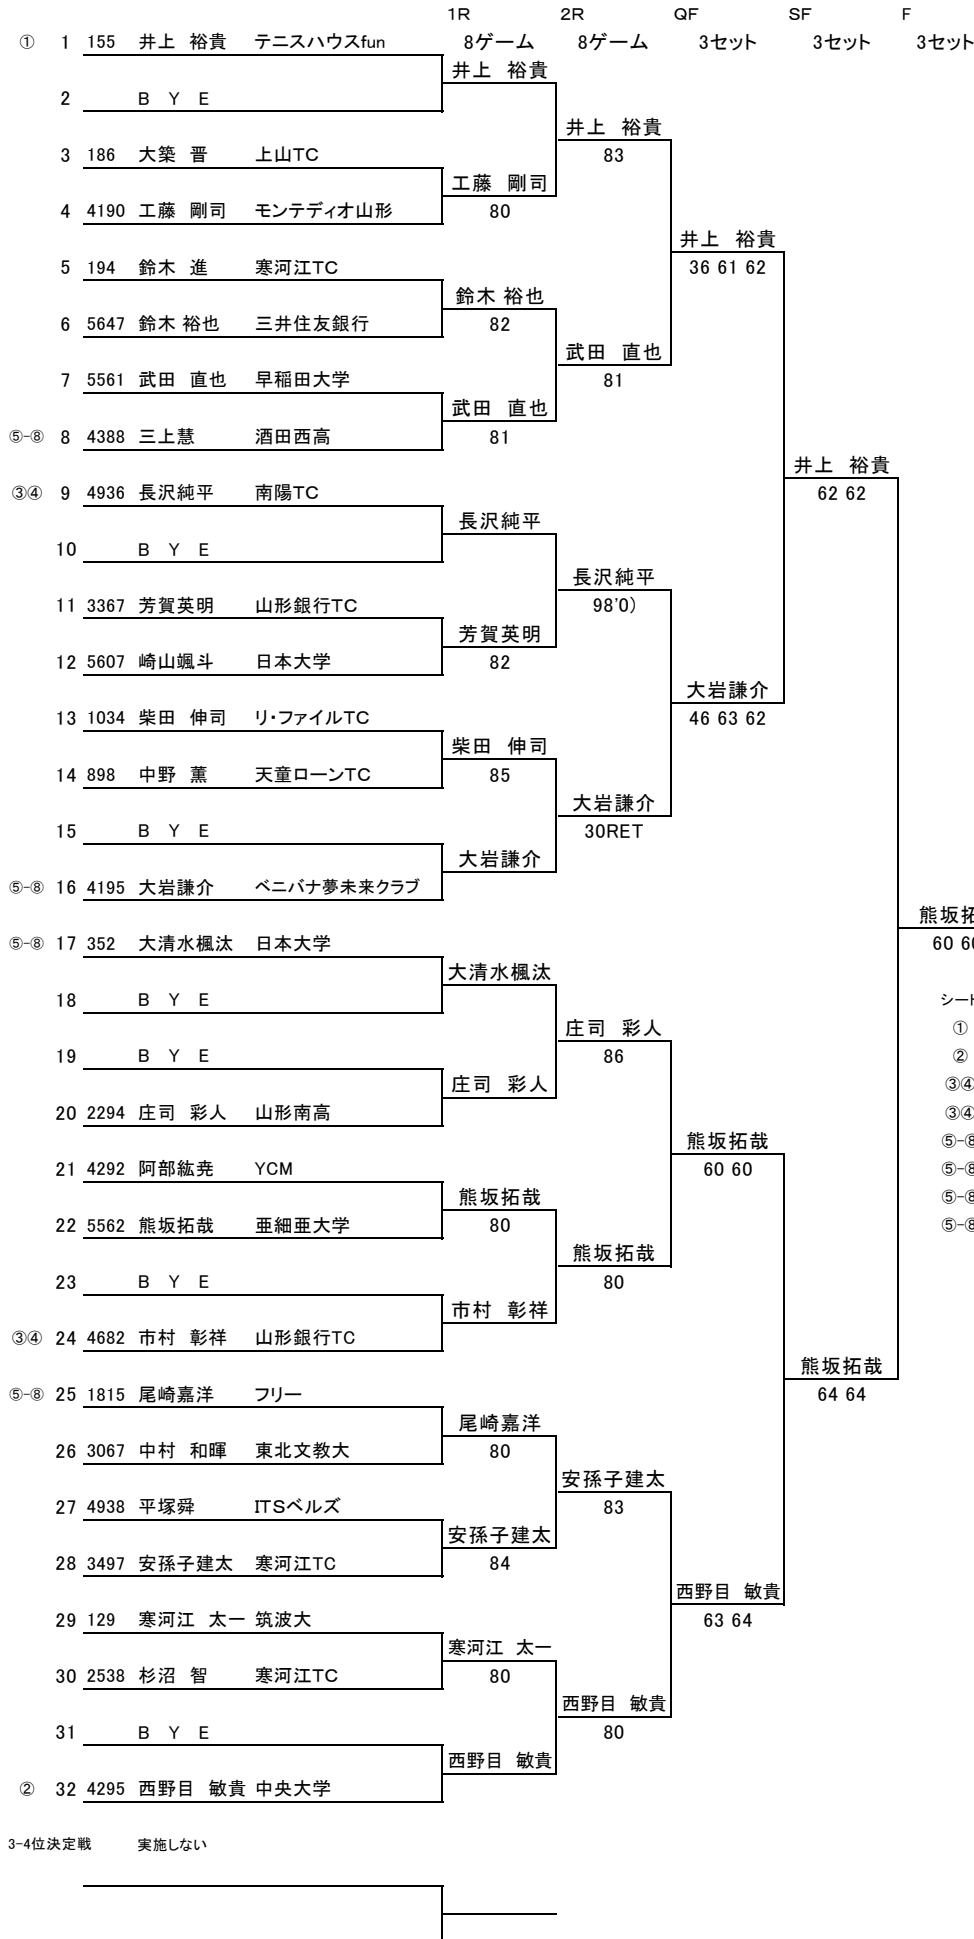 1R 2R QF SF F
① 1 155 井上 裕貴 テニスハウスfun 8ゲーム 8ゲーム 3セット 3セット 3セット
井上 裕貴
2 B Y E
井上 裕貴
3 186 大築 晋 上山TC 83
工藤 剛司
4 4190 工藤 剛司 モンテディオ山形 80
井上 裕貴
5 194 鈴木 進 寒河江TC 36 61 62
鈴木 裕也
6 5647 鈴木 裕也 三井住友銀行 82
武田 直也
7 5561 武田 直也 早稲田大学 81
武田 直也
⑤-⑧ 8 4388 三上慧 酒田西高 81
井上 裕貴
③④ 9 4936 長沢純平 南陽TC 62 62
長沢純平
10 B Y E
長沢純平
11 3367 芳賀英明 山形銀行TC 98'0)
芳賀英明
12 5607 崎山颯斗 日本大学 82
大岩謙介
13 1034 柴田 伸司 リ・ファイルTC 46 63 62
柴田 伸司
14 898 中野 薫 天童ローンTC 85
大岩謙介
15 B Y E 30RET
大岩謙介
⑤-⑧ 16 4195 大岩謙介 ベニバナ夢未来クラブ
熊坂拓
⑤-⑧ 17 352 大清水楓汰 日本大学 60 60
大清水楓汰
18 B Y E シート
庄司 彩人 ①
19 B Y E 86 ②
庄司 彩人 ③④
20 2294 庄司 彩人 山形南高 ③④
熊坂拓哉 ⑤-⑧
21 4292 阿部紘尭 YCM 60 60 ⑤-⑧
熊坂拓哉 ⑤-⑧
22 5562 熊坂拓哉 亜細亜大学 80 ⑤-⑧
熊坂拓哉
23 B Y E 80
市村 彰祥
③④ 24 4682 市村 彰祥 山形銀行TC
熊坂拓哉
⑤-⑧ 25 1815 尾崎嘉洋 フリー 64 64
尾崎嘉洋
26 3067 中村 和暉 東北文教大 80
安孫子建太
27 4938 平塚舜 ITSベルズ 83
安孫子建太
28 3497 安孫子建太 寒河江TC 84
西野目 敏貴
29 129 寒河江 太一 筑波大 63 64
寒河江 太一
30 2538 杉沼 智 寒河江TC 80
西野目 敏貴
31 B Y E 80
西野目 敏貴
② 32 4295 西野目 敏貴 中央大学
3-4位決定戦 実施しない